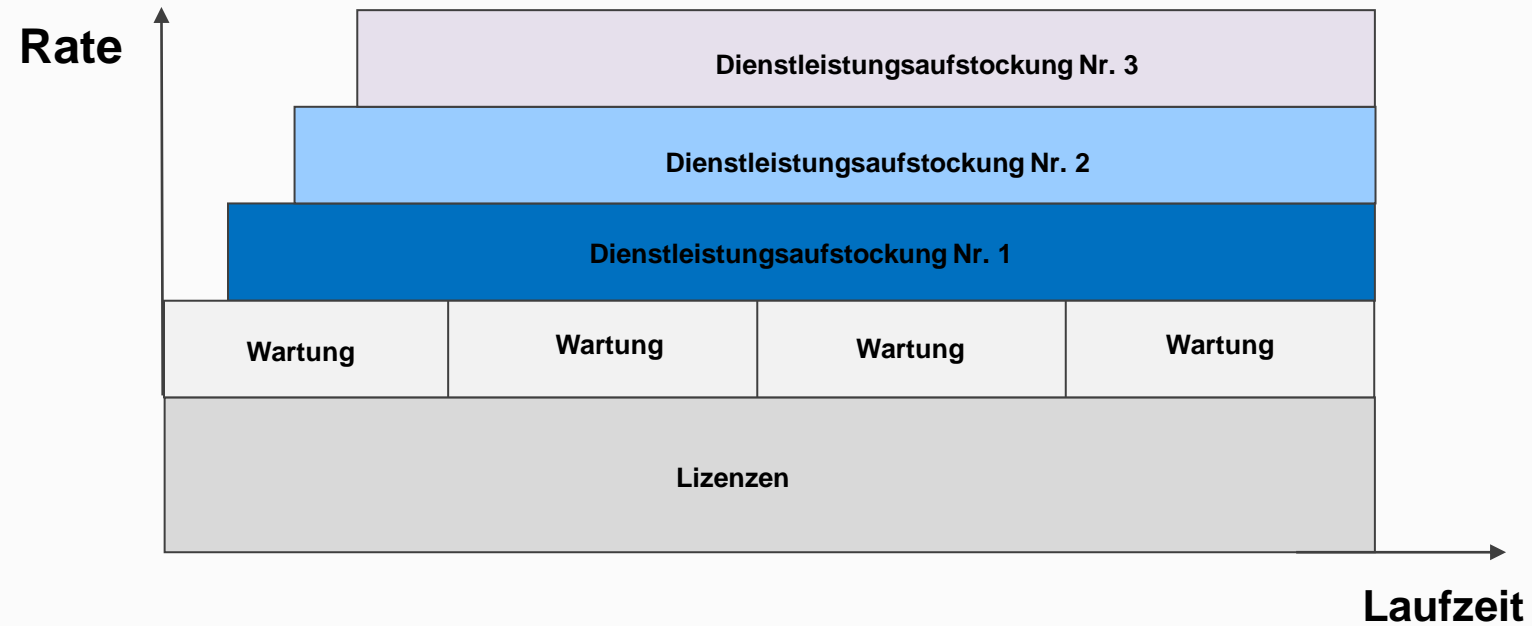 Rate
Dienstleistungsaufstockung Nr. 3
Dienstleistungsaufstockung Nr. 2
Dienstleistungsaufstockung Nr. 1
Wartung
Wartung
Wartung
Wartung
Lizenzen
Laufzeit